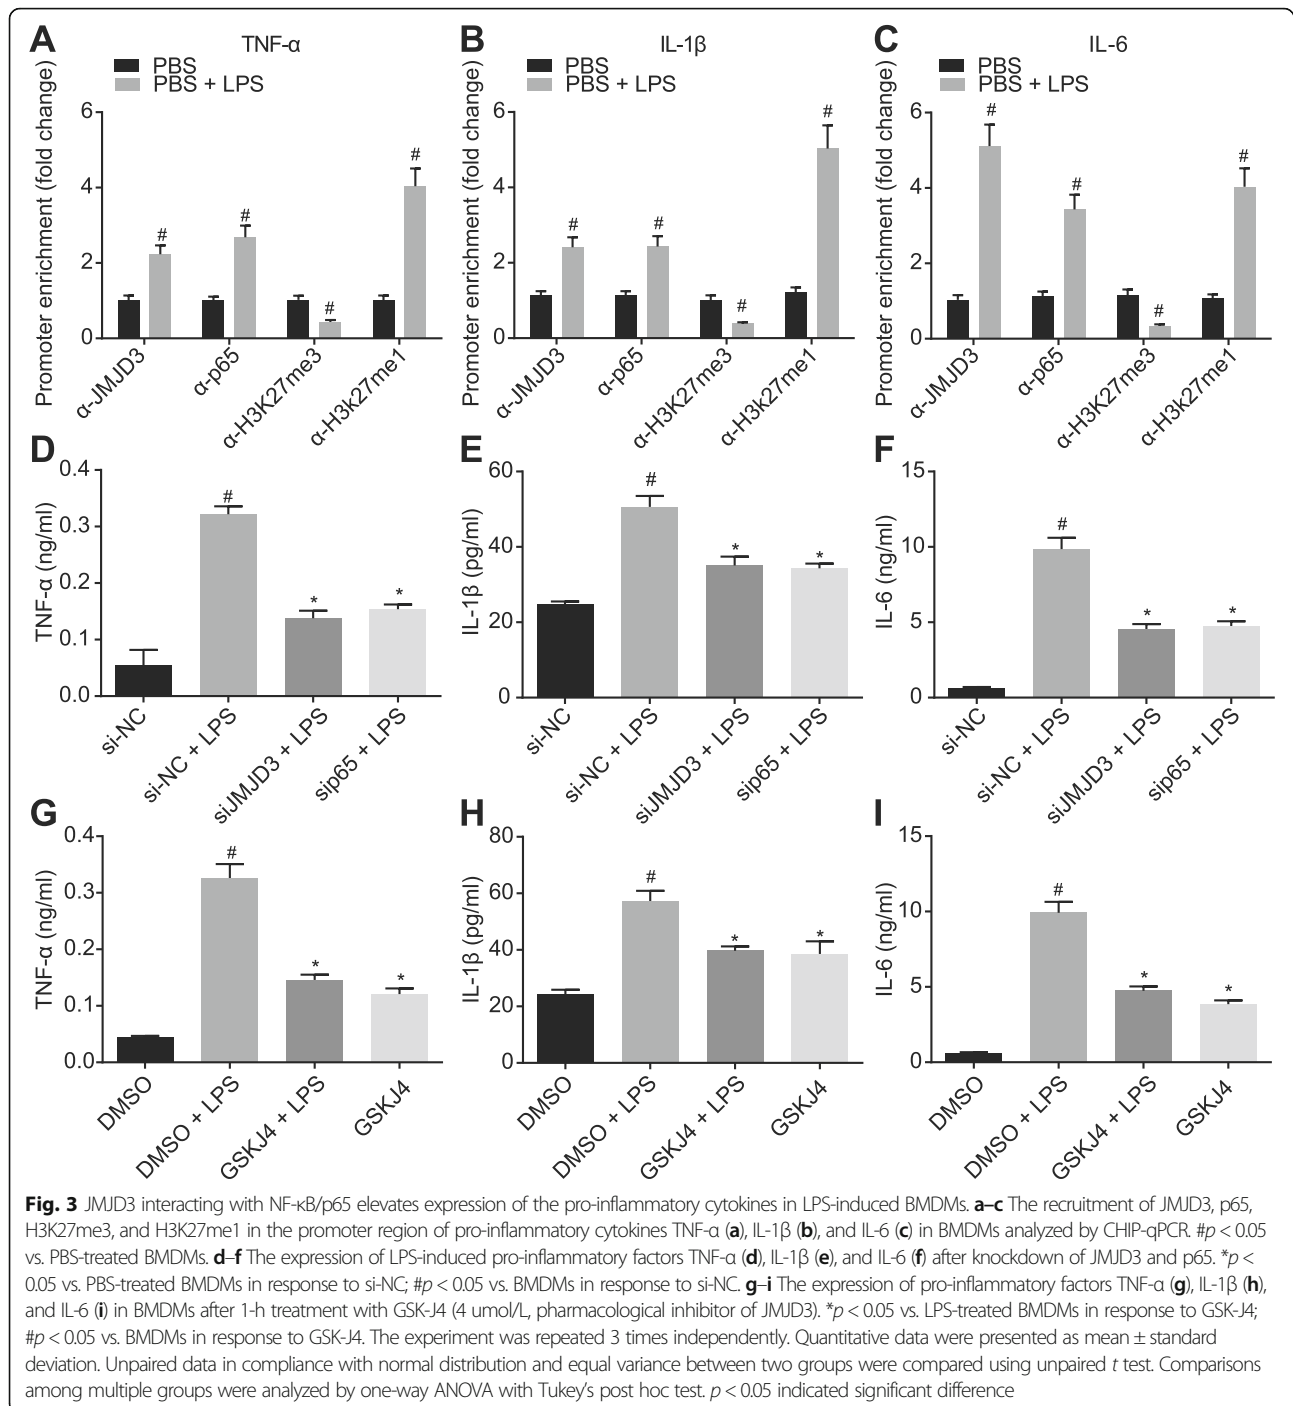 A
TNF-α
PBS
PBS + LPS
Promoter enrichment (fold change)
6
4
2
0
#
#
#
#
α-JMJD3
α-p65
α-H3K27me3
α-H3k27me1
B
IL-1β
PBS
PBS + LPS
Promoter enrichment (fold change)
6
4
2
0
#
#
#
#
α-JMJD3
α-p65
α-H3K27me3
α-H3k27me1
C
IL-6
PBS
PBS + LPS
Promoter enrichment (fold change)
6
4
2
0
#
#
#
#
α-JMJD3
α-p65
α-H3K27me3
α-H3K27me1
D
TNF-α (ng/ml)
0.4
0.3
0.2
0.1
0.0
#
*
*
si-NC
si-NC + LPS
siJMJD3 + LPS
sip65 + LPS
E
IL-1β (pg/ml)
60
40
20
0
#
*
*
si-NC
si-NC + LPS
siJMJD3 + LPS
sip65 + LPS
F
IL-6 (ng/ml)
15
10
5
0
#
*
*
si-NC
si-NC + LPS
siJMJD3 + LPS
sip65 + LPS
G
TNF-α (ng/ml)
0.4
0.3
0.2
0.1
0.0
#
*
*
DMSO
DMSO + LPS
GSKJ4 + LPS
GSKJ4
H
IL-1β (pg/ml)
80
60
40
20
0
#
*
*
DMSO
DMSO + LPS
GSKJ4 + LPS
GSKJ4
I
IL-6 (ng/ml)
15
10
5
0
#
*
*
DMSO
DMSO + LPS
GSKJ4 + LPS
GSKJ4
Fig. 3 JMJD3 interacting with NF-κB/p65 elevates expression of the pro-inflammatory cytokines in LPS-induced BMDMs. a–c The recruitment of JMJD3, p65,
H3K27me3, and H3K27me1 in the promoter region of pro-inflammatory cytokines TNF-α (a), IL-1β (b), and IL-6 (c) in BMDMs analyzed by CHIP-qPCR. #p < 0.05
vs. PBS-treated BMDMs. d–f The expression of LPS-induced pro-inflammatory factors TNF-α (d), IL-1β (e), and IL-6 (f) after knockdown of JMJD3 and p65. *p <
0.05 vs. PBS-treated BMDMs in response to si-NC; #p < 0.05 vs. BMDMs in response to si-NC. g–i The expression of pro-inflammatory factors TNF-α (g), IL-1β (h),
and IL-6 (i) in BMDMs after 1-h treatment with GSK-J4 (4 umol/L, pharmacological inhibitor of JMJD3). *p < 0.05 vs. LPS-treated BMDMs in response to GSK-J4;
#p < 0.05 vs. BMDMs in response to GSK-J4. The experiment was repeated 3 times independently. Quantitative data were presented as mean ± standard
deviation. Unpaired data in compliance with normal distribution and equal variance between two groups were compared using unpaired t test. Comparisons
among multiple groups were analyzed by one-way ANOVA with Tukey's post hoc test. p < 0.05 indicated significant difference